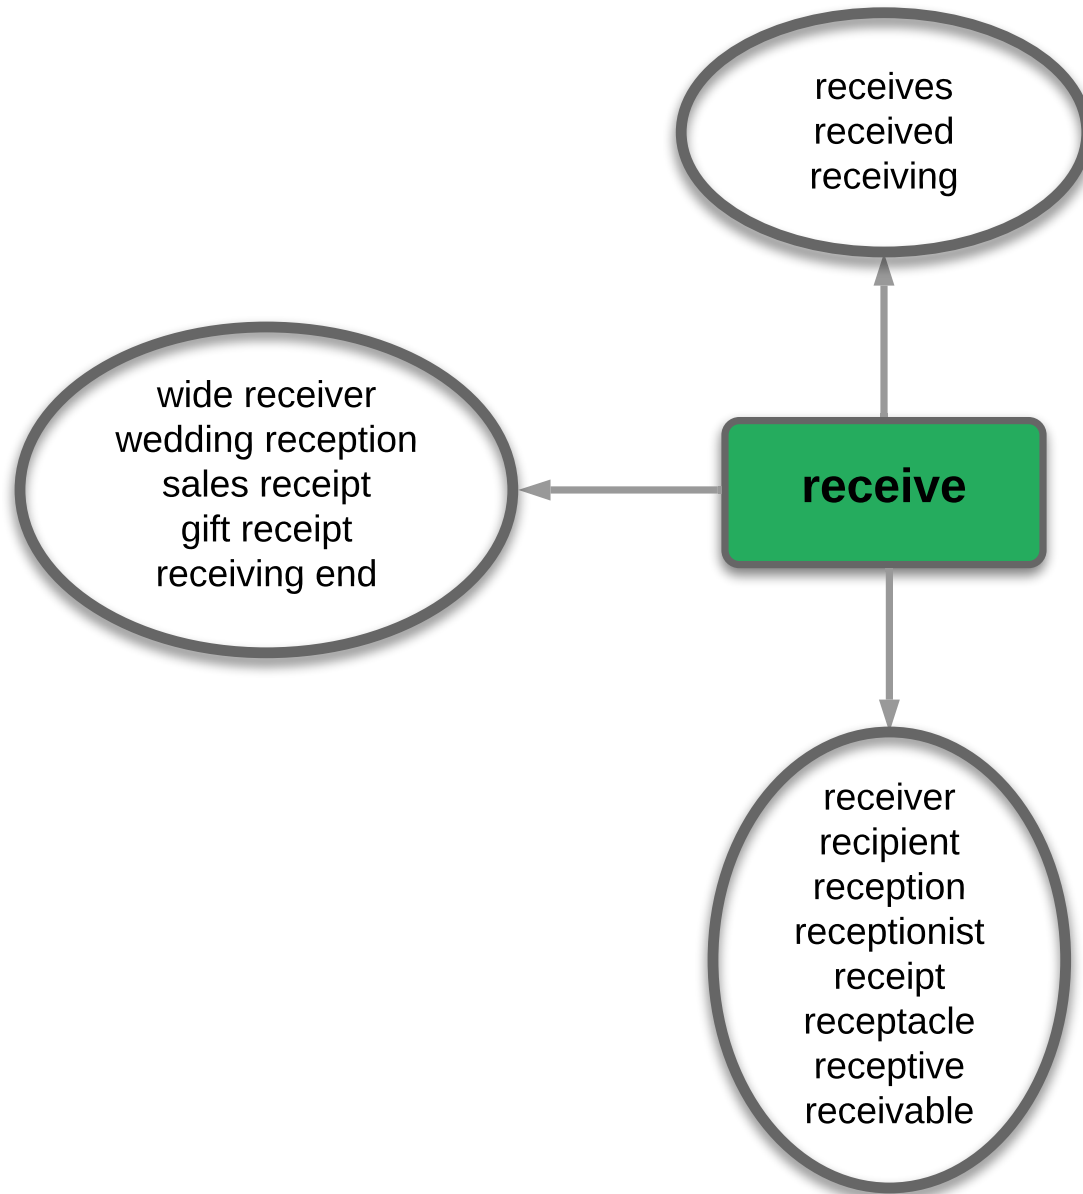 receives
received
receiving
wide receiver
wedding reception
sales receipt
gift receipt
receiving end
receive
receiver
recipient
reception
receptionist
receipt
receptacle
receptive
receivable